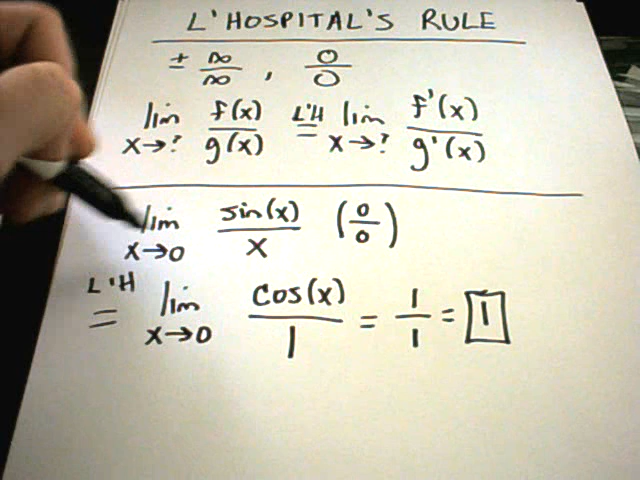 L'HOSPITAL'S RULE
± ∞/∞ , 0/0
lim x→? f(x)/g(x) L'H= lim x→? f'(x)/g'(x)
lim x→0 sin(x)/x (0/0)
L'H= lim x→0 cos(x)/1 = 1/1 = 1